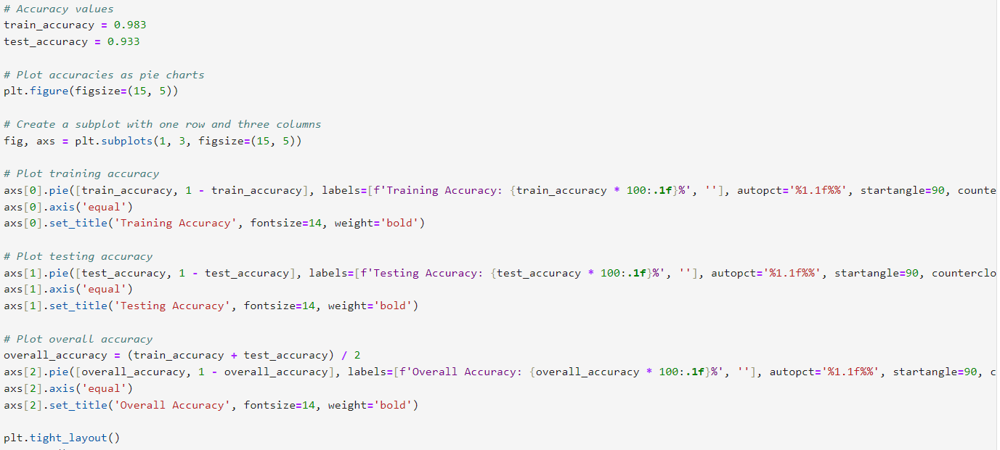 # Accuracy values
train_accuracy = 0.983
test_accuracy = 0.933
# Plot accuracies as pie charts
plt.figure(figsize=(15, 5))
# Create a subplot with one row and three columns
fig, axs = plt.subplots(1, 3, figsize=(15, 5))
# Plot training accuracy
axs[0].pie([train_accuracy, 1 - train_accuracy], labels=[f'Training Accuracy: {train_accuracy * 100:.1f}%', ''], autopct='%1.1f%%', startangle=90, counte
axs[0].axis('equal')
axs[0].set_title('Training Accuracy', fontsize=14, weight='bold')
# Plot testing accuracy
axs[1].pie([test_accuracy, 1 - test_accuracy], labels=[f'Testing Accuracy: {test_accuracy * 100:.1f}%', ''], autopct='%1.1f%%', startangle=90, counterclo
axs[1].axis('equal')
axs[1].set_title('Testing Accuracy', fontsize=14, weight='bold')
# Plot overall accuracy
overall_accuracy = (train_accuracy + test_accuracy) / 2
axs[2].pie([overall_accuracy, 1 - overall_accuracy], labels=[f'Overall Accuracy: {overall_accuracy * 100:.1f}%', ''], autopct='%1.1f%%', startangle=90, c
axs[2].axis('equal')
axs[2].set_title('Overall Accuracy', fontsize=14, weight='bold')
plt.tight_layout()